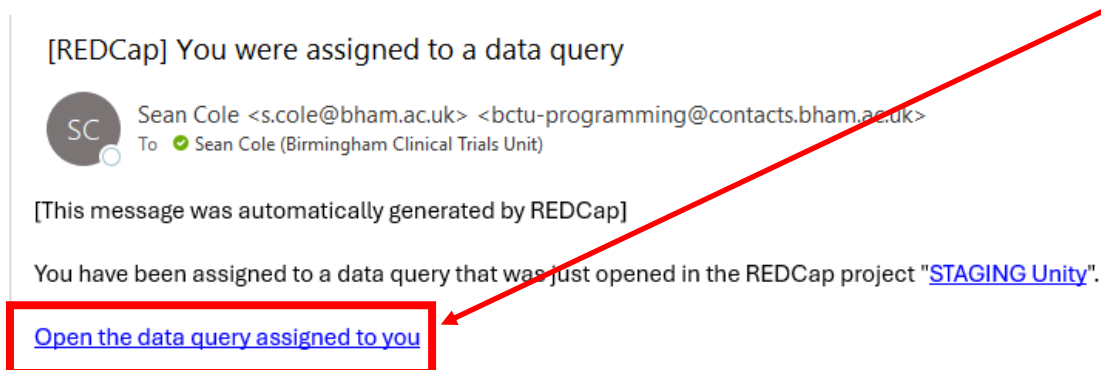 [REDCap] You were assigned to a data query
SC
Sean Cole <s.cole@bham.ac.uk> <bctu-programming@contacts.bham.ac.uk>
To Sean Cole (Birmingham Clinical Trials Unit)
[This message was automatically generated by REDCap]
You have been assigned to a data query that was just opened in the REDCap project "STAGING Unity".
Open the data query assigned to you